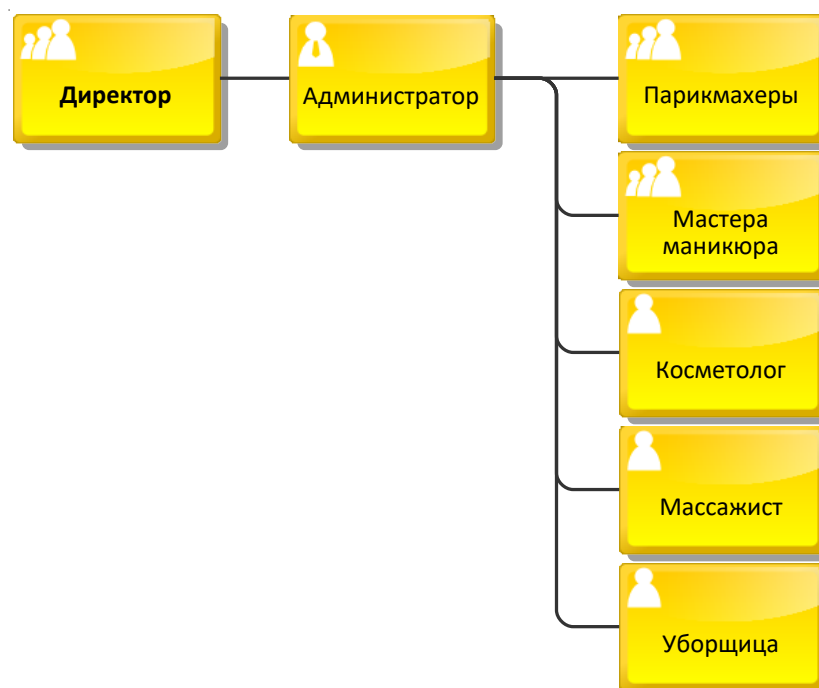 Директор
Администратор
Парикмахеры
Мастера
маникюра
Косметолог
Массажист
Уборщица